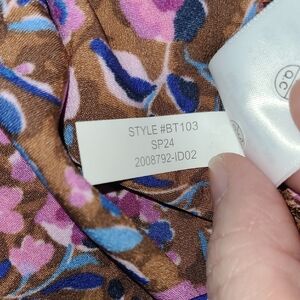 STYLE #BT103
SP24
2008792-ID02
q.c